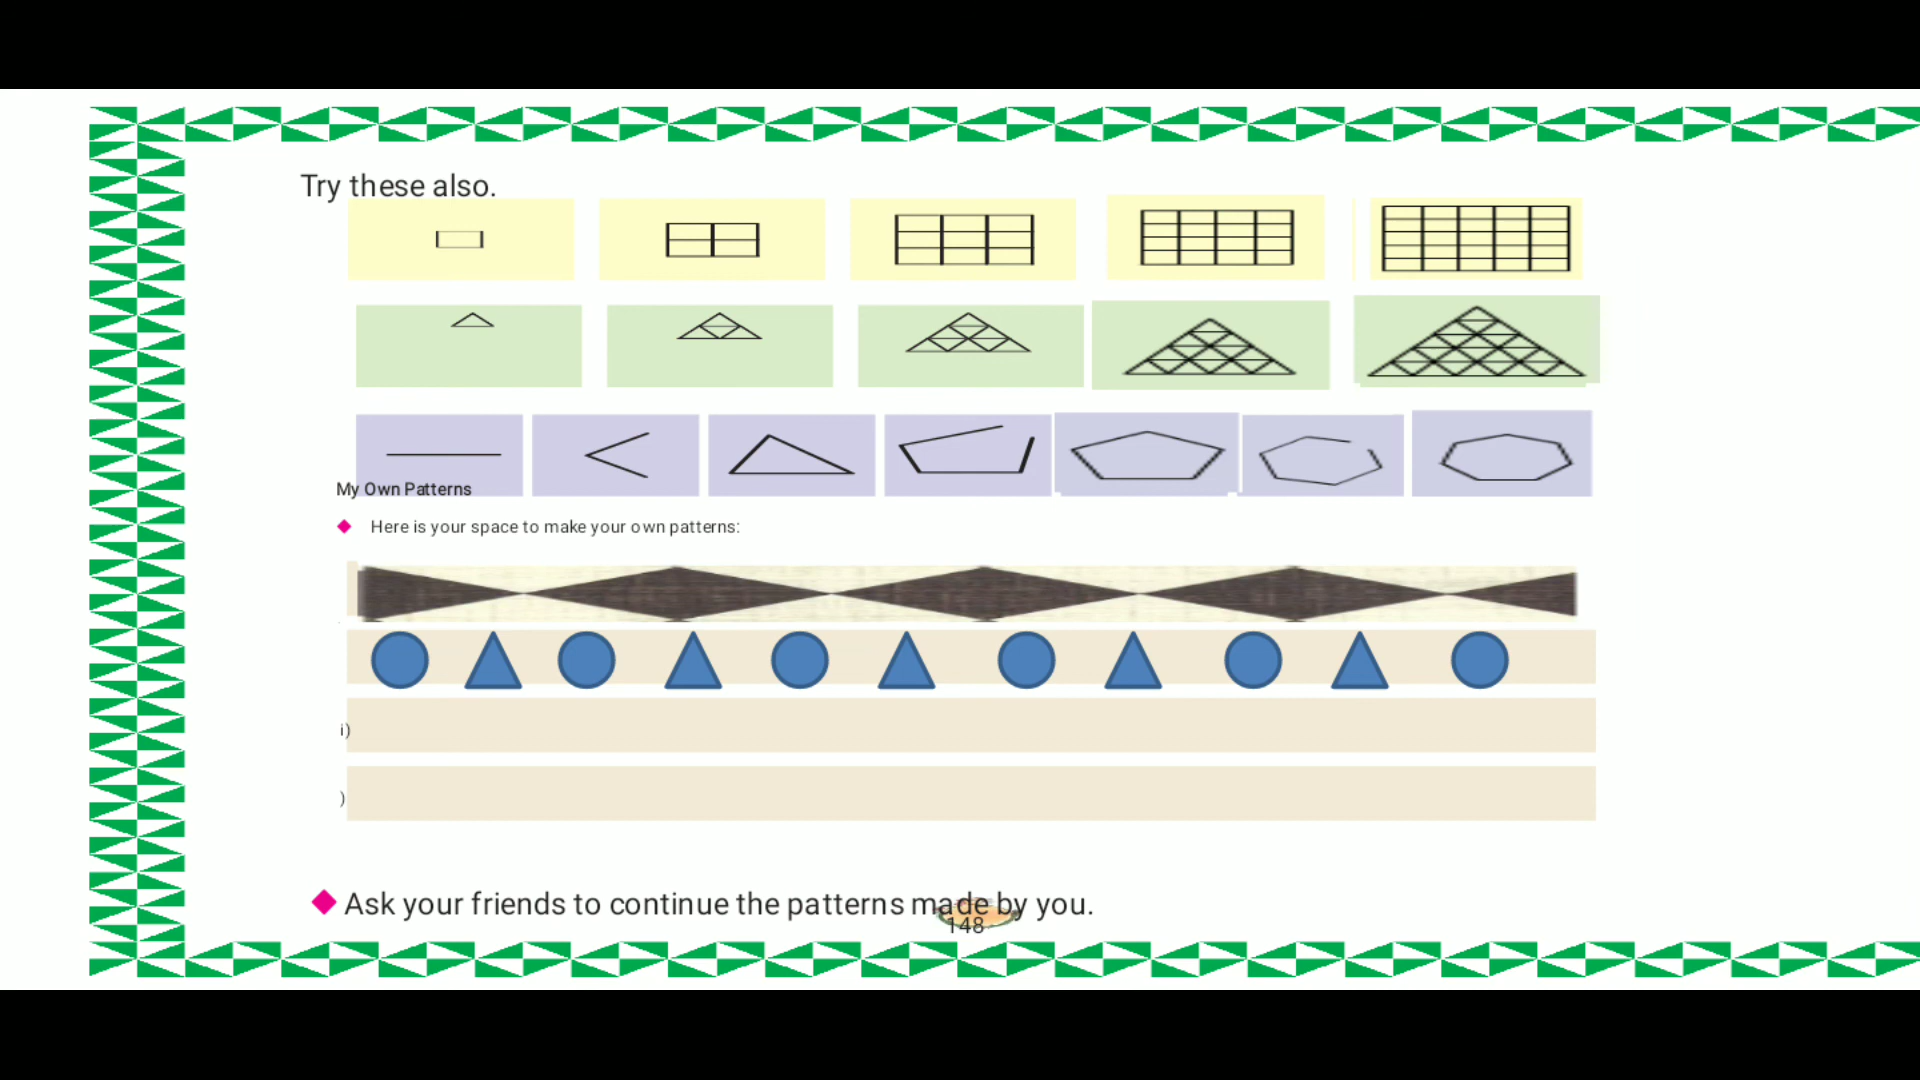 Try these also.
My Own Patterns
Here is your space to make your own patterns:
i)
)
Ask your friends to continue the patterns made by you.
148